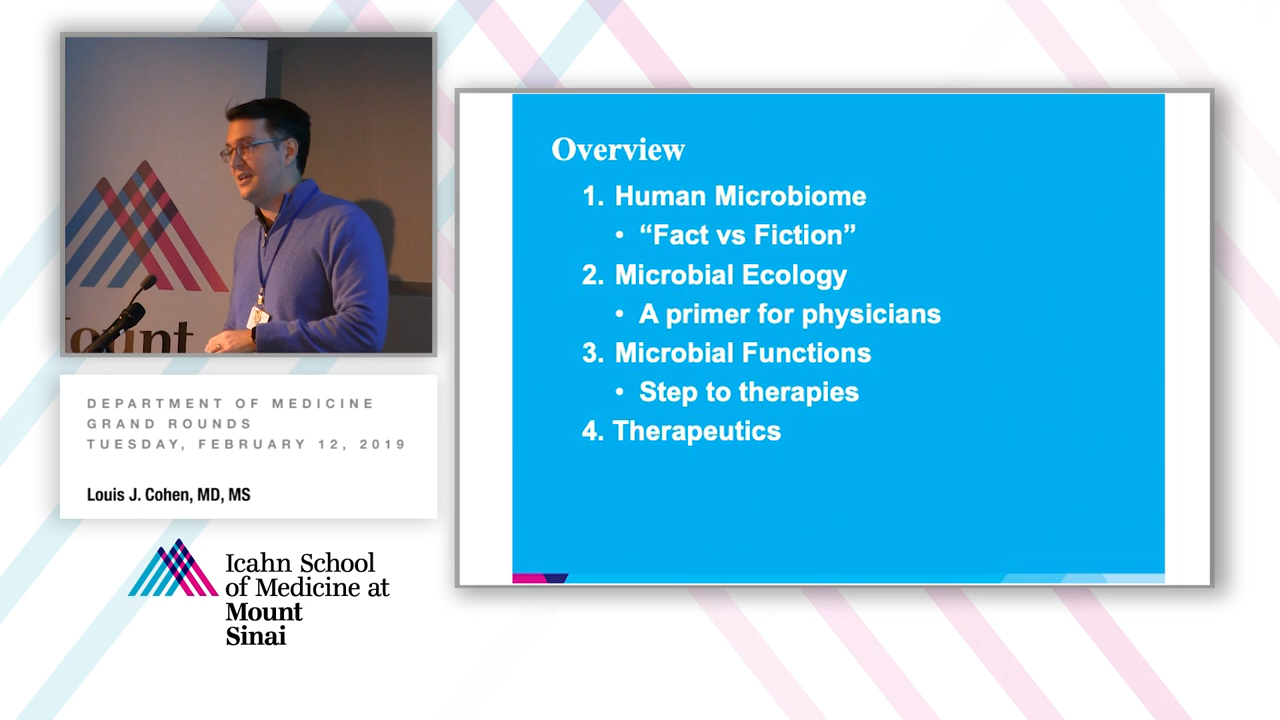 Mount
DEPARTMENT OF MEDICINE
GRAND ROUNDS
TUESDAY, FEBRUARY 12, 2019
Louis J. Cohen, MD, MS
Icahn School
of Medicine at
Mount
Sinai
Overview
1. Human Microbiome
• “Fact vs Fiction”
2. Microbial Ecology
• A primer for physicians
3. Microbial Functions
• Step to therapies
4. Therapeutics